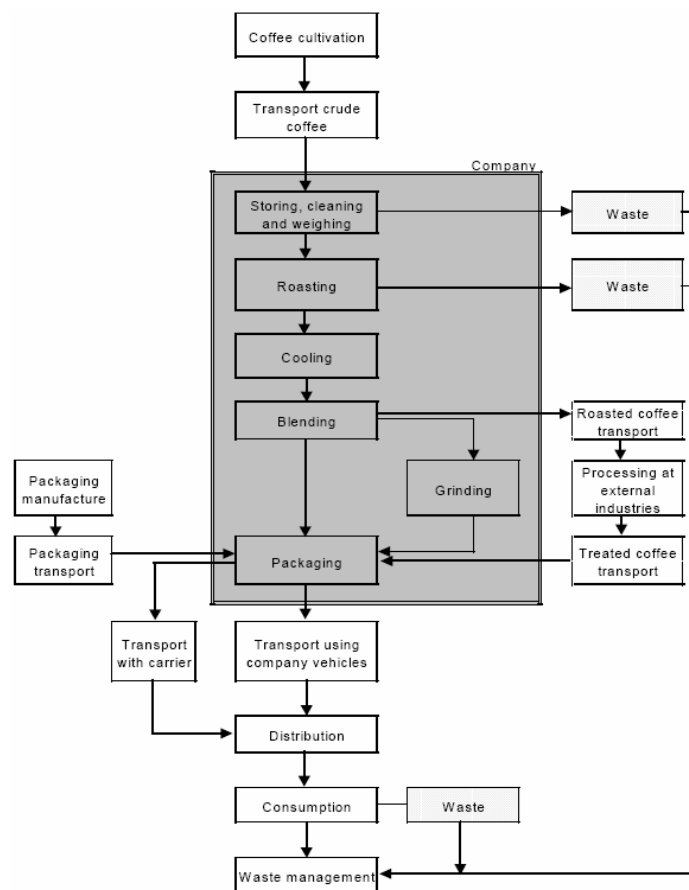 Coffee cultivation
Transport crude
coffee
Company
Storing, cleaning
and weighing
Waste
Roasting
Waste
Cooling
Blending
Roasted coffee
transport
Packaging
manufacture
Grinding
Processing at
external
industries
Packaging
transport
Packaging
Treated coffee
transport
Transport
with carrier
Transport using
company vehicles
Distribution
Consumption
Waste
Waste management